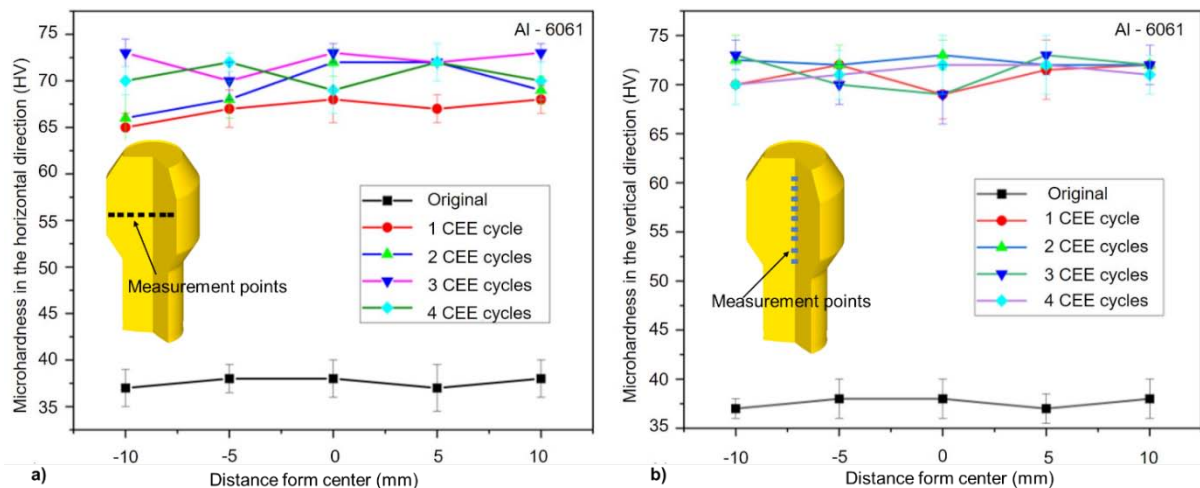 Al - 6061
Microhardness in the horizontal direction (HV)
75
70
65
60
55
50
45
40
35
Measurement points
Original
1 CEE cycle
2 CEE cycles
3 CEE cycles
4 CEE cycles
-10
-5
0
5
10
a)
Distance form center (mm)
Al - 6061
Microhardness in the vertical direction (HV)
75
70
65
60
55
50
45
40
35
Measurement points
Original
1 CEE cycle
2 CEE cycles
3 CEE cycles
4 CEE cycles
-10
-5
0
5
10
b)
Distance form center (mm)